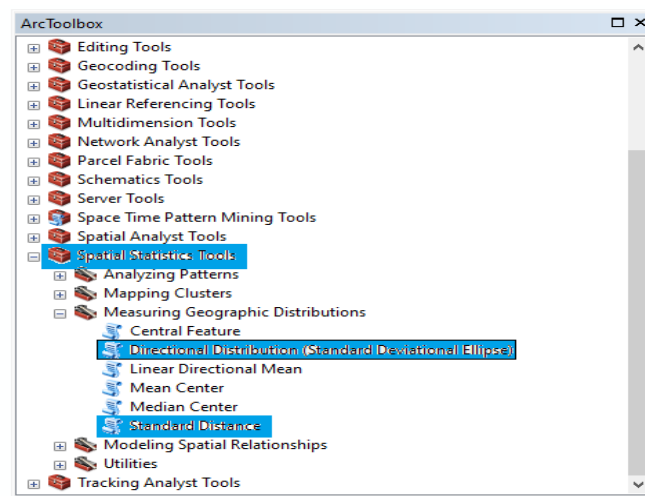 ArcToolbox
Editing Tools
Geocoding Tools
Geostatistical Analyst Tools
Linear Referencing Tools
Multidimension Tools
Network Analyst Tools
Parcel Fabric Tools
Schematics Tools
Server Tools
Space Time Pattern Mining Tools
Spatial Analyst Tools
Spatial Statistics Tools
Analyzing Patterns
Mapping Clusters
Measuring Geographic Distributions
Central Feature
Directional Distribution (Standard Deviational Ellipse)
Linear Directional Mean
Mean Center
Median Center
Standard Distance
Modeling Spatial Relationships
Utilities
Tracking Analyst Tools